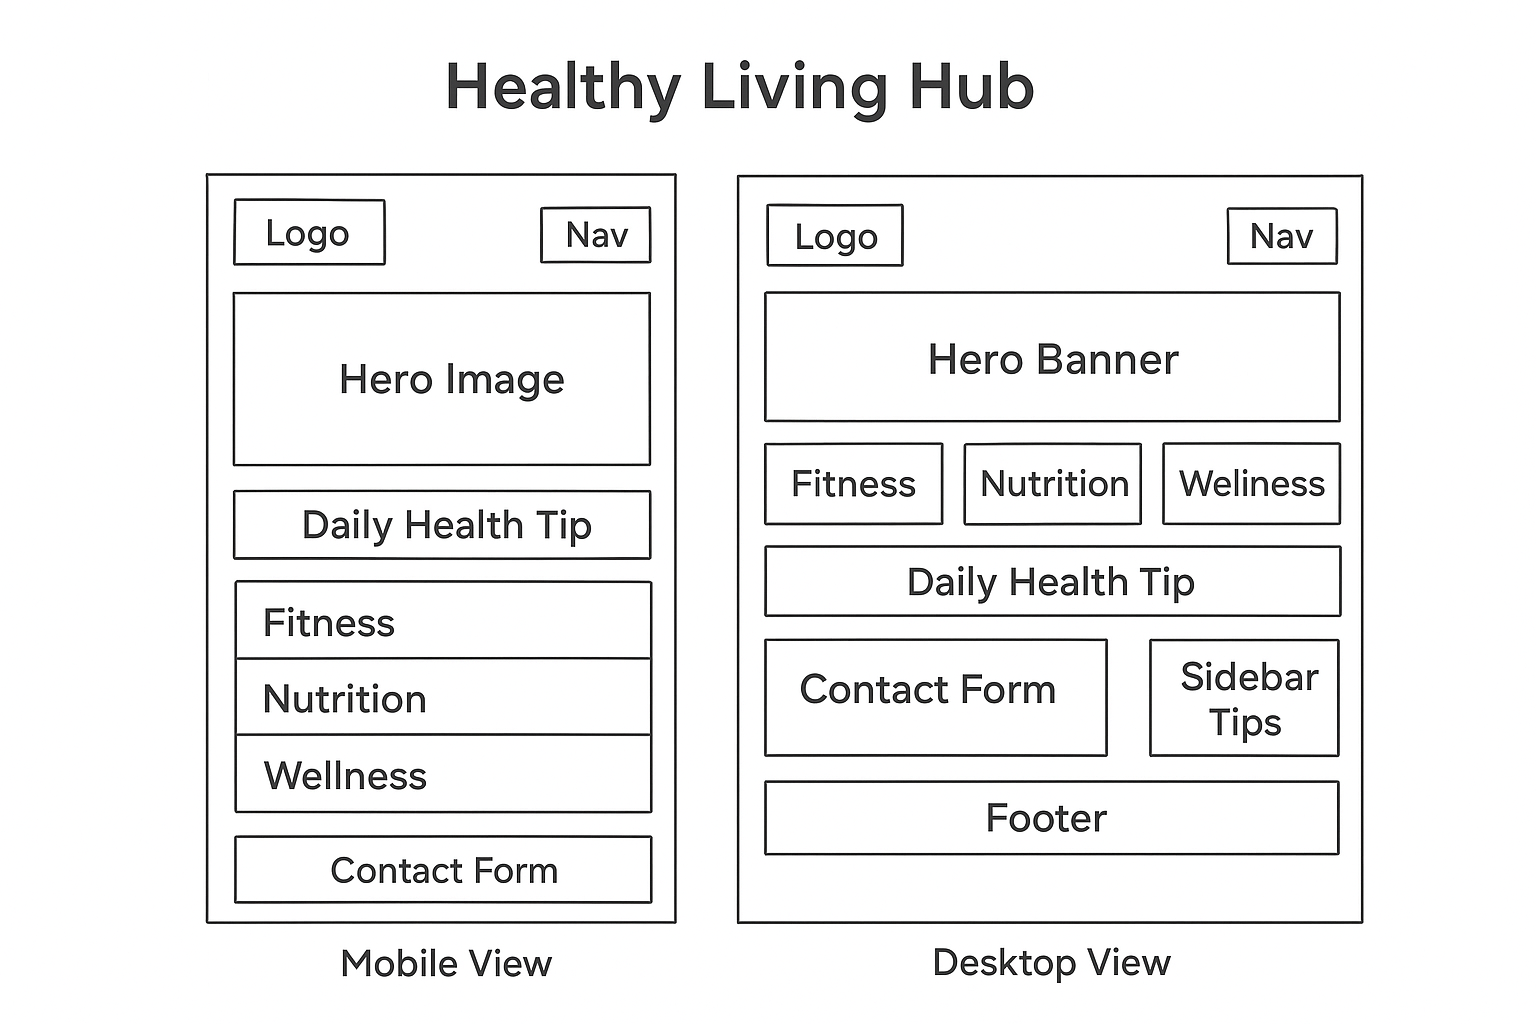 Healthy Living Hub
Logo
Nav
Hero Image
Daily Health Tip
Fitness
Nutrition
Wellness
Contact Form
Mobile View
Logo
Nav
Hero Banner
Fitness
Nutrition
Weliness
Daily Health Tip
Contact Form
Sidebar
Tips
Footer
Desktop View